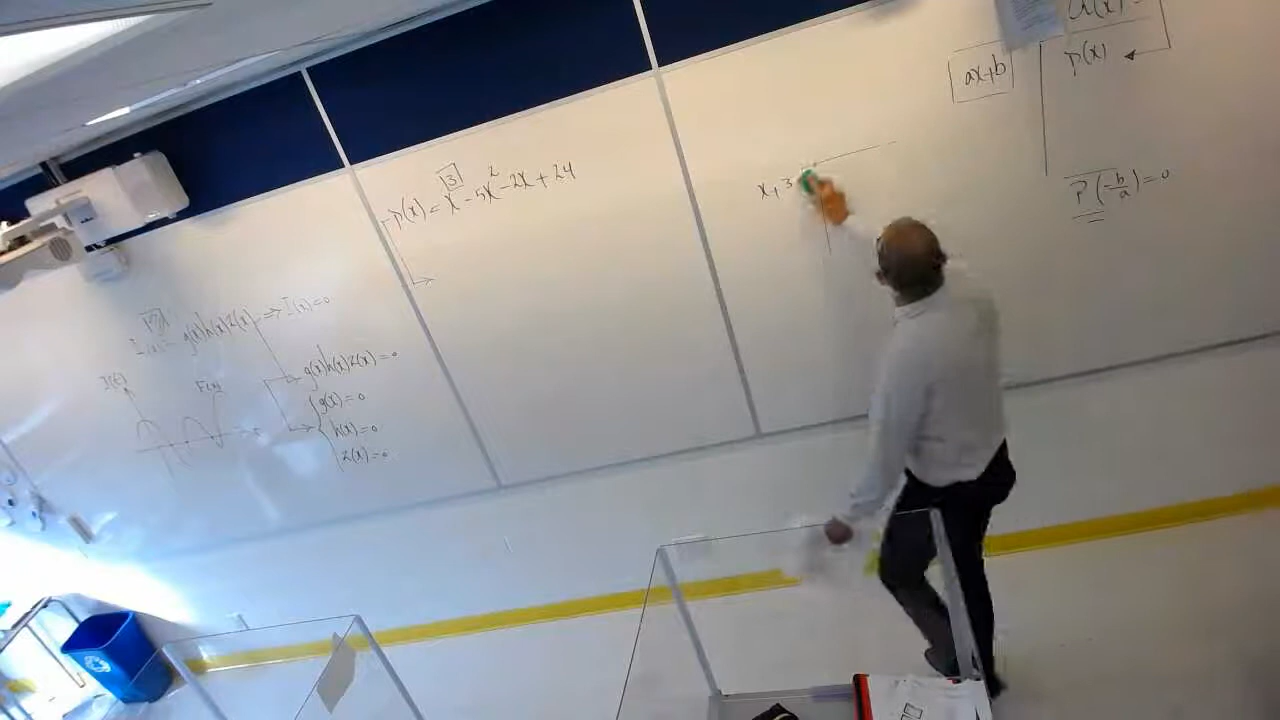 p(x) = x³ - 5x² - 2x + 24
g(x)h(x)z(x) ⇒ I(x) = 0
g(x)h(x)z(x) = 0
g(x) = 0
h(x) = 0
z(x) = 0
x+3
ax+b
p(x)
P(-b/a) = 0